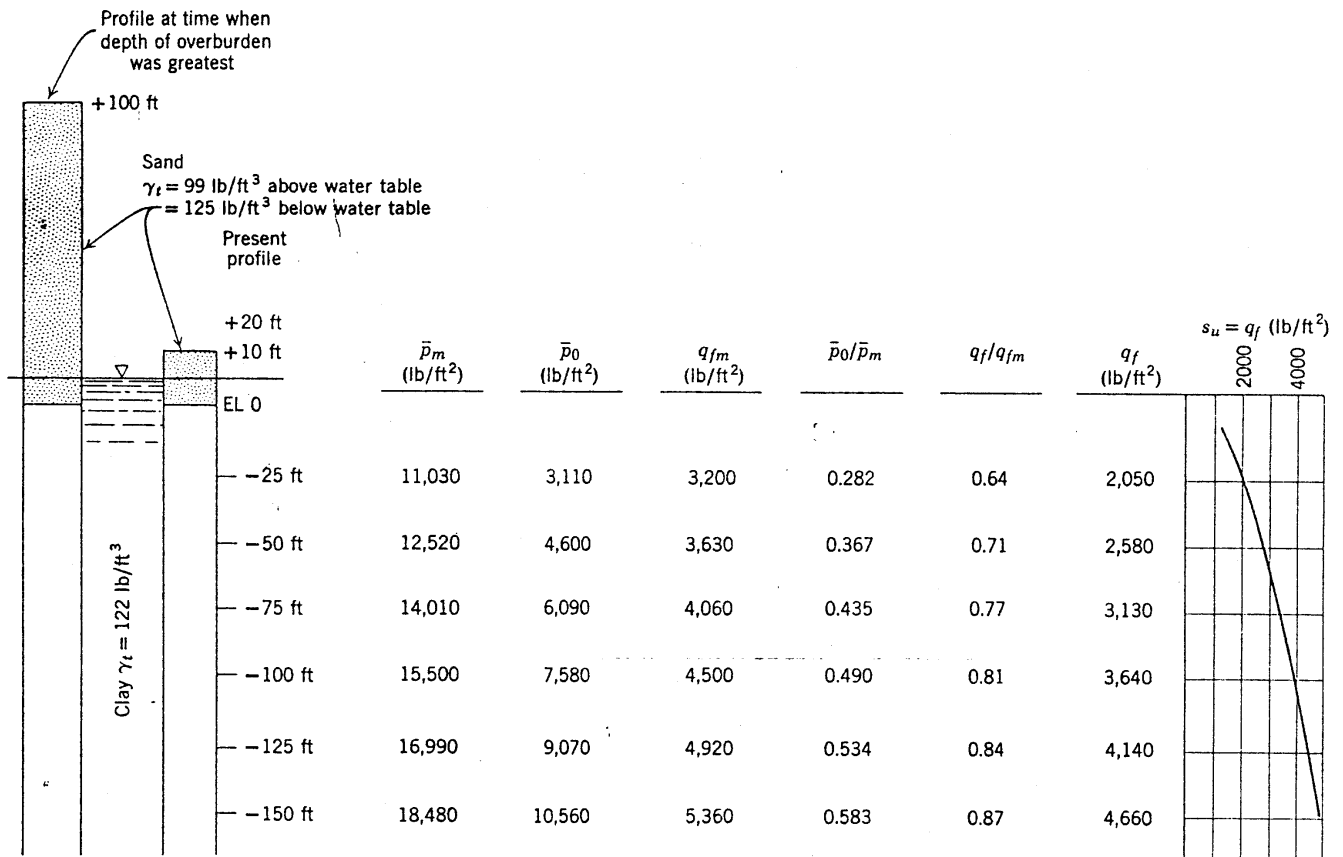 Profile at time when
depth of overburden
was greatest
+100 ft
Sand
γt = 99 lb/ft³ above water table
= 125 lb/ft³ below water table
Present
profile
+20 ft
+10 ft
EL 0
Clay γt = 122 lb/ft³
p̄m (lb/ft²) p̄0 (lb/ft²) qfm (lb/ft²) p̄0/p̄m qf/qfm qf (lb/ft²)
su = qf (lb/ft²)
2000 4000
−25 ft 11,030 3,110 3,200 0.282 0.64 2,050
−50 ft 12,520 4,600 3,630 0.367 0.71 2,580
−75 ft 14,010 6,090 4,060 0.435 0.77 3,130
−100 ft 15,500 7,580 4,500 0.490 0.81 3,640
−125 ft 16,990 9,070 4,920 0.534 0.84 4,140
−150 ft 18,480 10,560 5,360 0.583 0.87 4,660